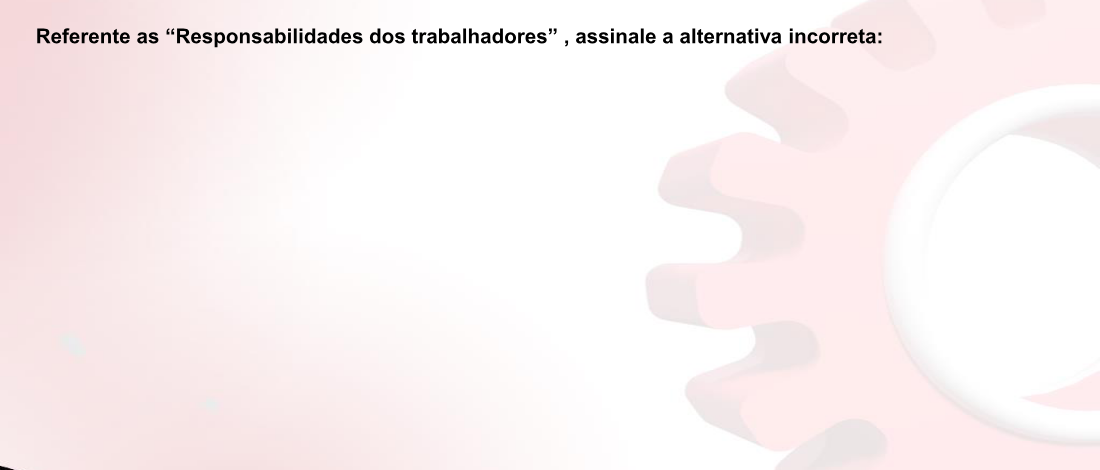 Referente as “Responsabilidades dos trabalhadores” , assinale a alternativa incorreta: